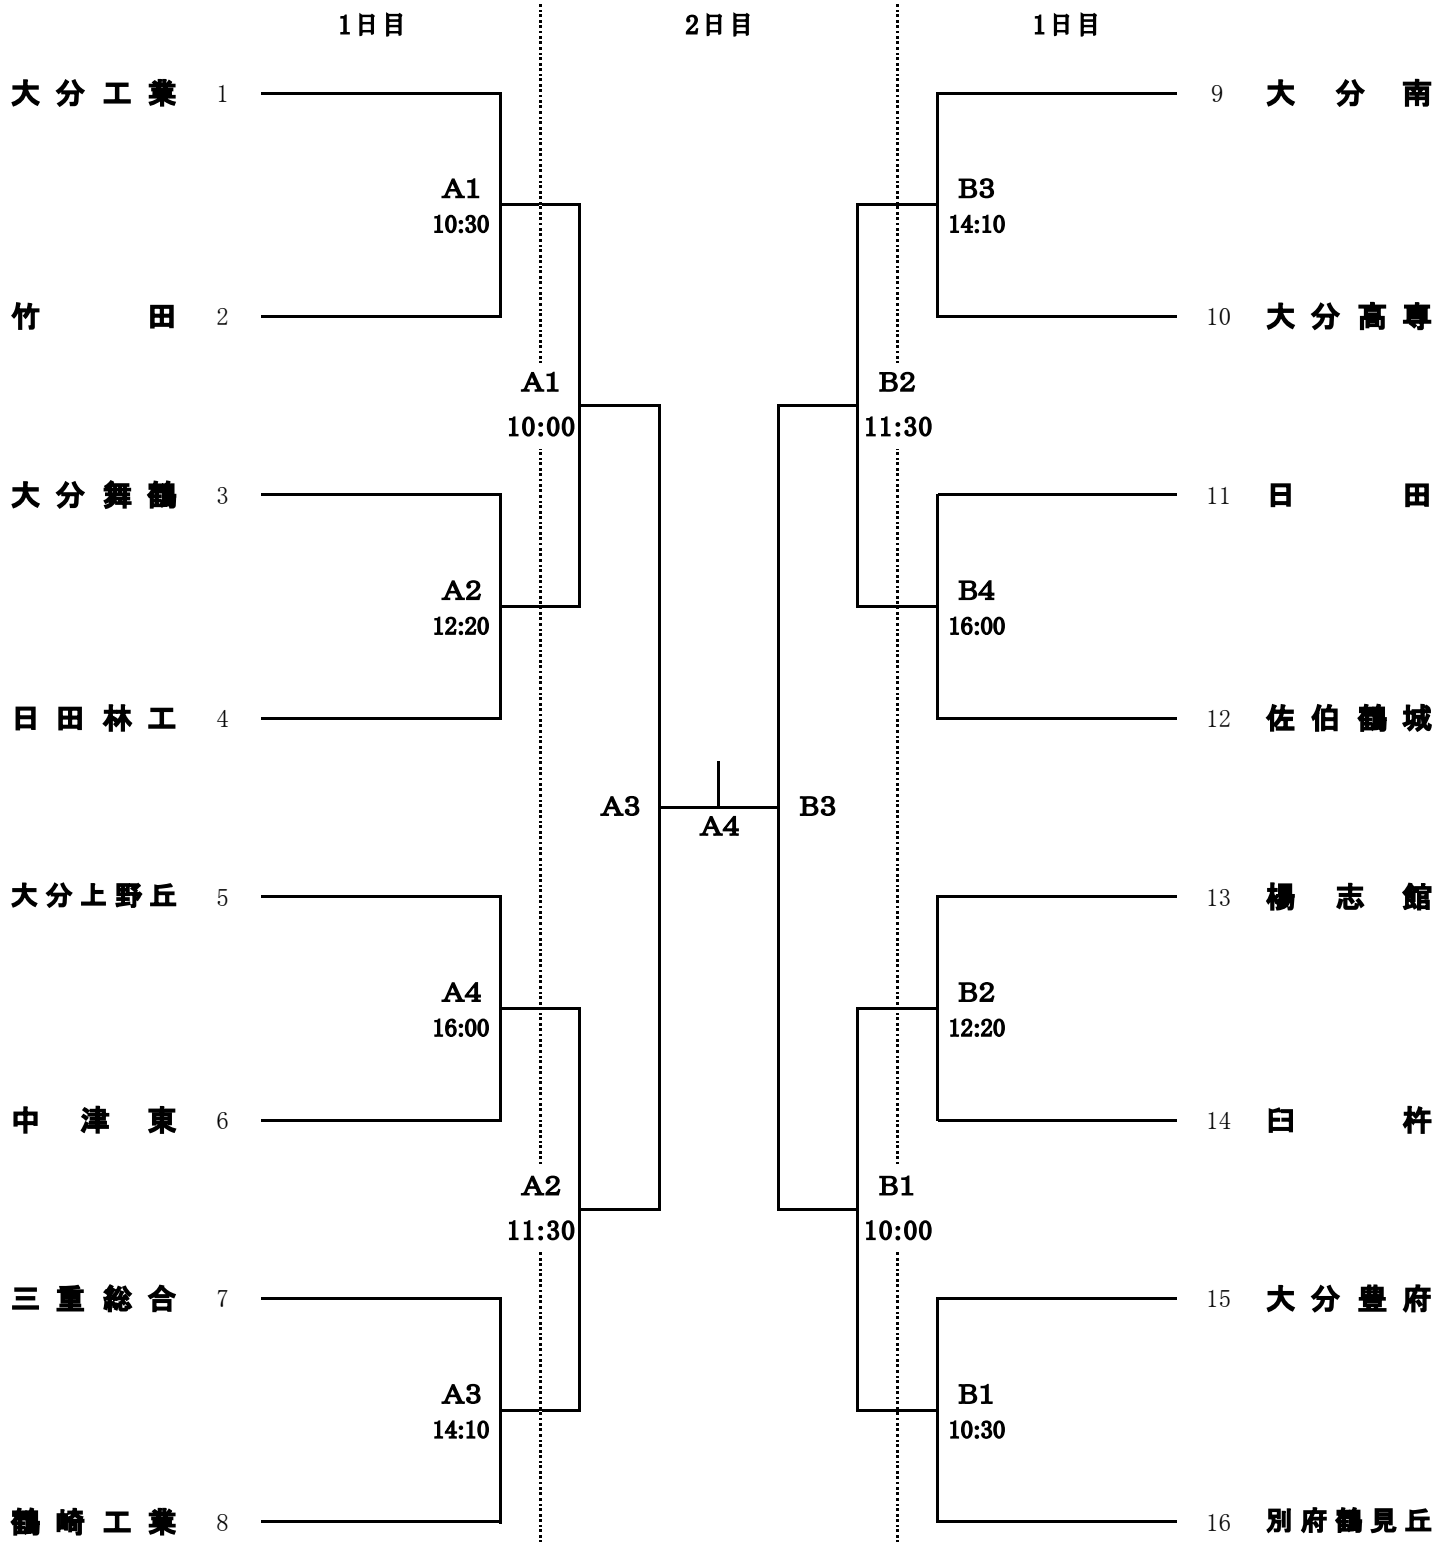 1日目 2日目 1日目
大分工業 1 9 大分南
A1 B3
10:30 14:10
竹田 2 10 大分高専
A1 B2
10:00 11:30
大分舞鶴 3 11 日田
A2 B4
12:20 16:00
日田林工 4 12 佐伯鶴城
A3 B3
A4
大分上野丘 5 13 楊志館
A4 B2
16:00 12:20
中津東 6 14 臼杵
A2 B1
11:30 10:00
三重総合 7 15 大分豊府
A3 B1
14:10 10:30
鶴崎工業 8 16 別府鶴見丘